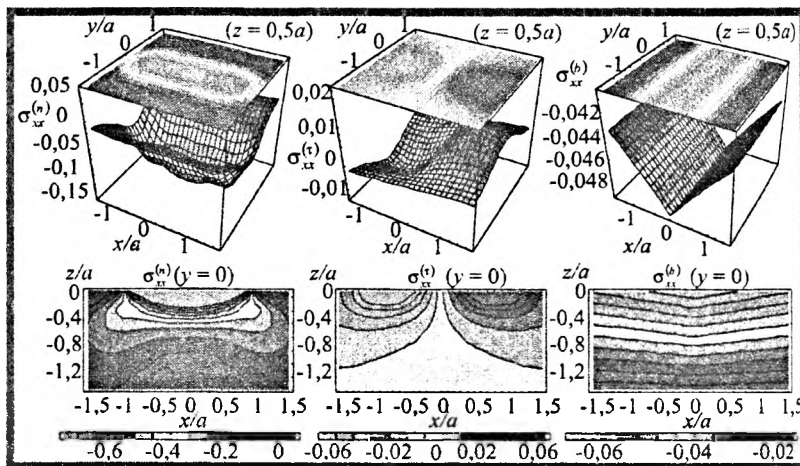 y/a 1 0 -1 (z = 0,5a)
0,05 σxx(n) 0 -0,05 -0,1 -0,15
-1 0 1 x/a
y/a 1 0 -1 (z = 0,5a)
0,02 0,01 σxx(τ) 0 -0,01
-1 0 1 x/a
1 0 -1 (z = 0,5a)
σxx(b) -0,042 -0,044 -0,046 -0,048
-1 0 1 x/a
z/a σxx(n) (y = 0)
0 -0,4 -0,8 -1,2
-1,5 -1 -0,5 0 0,5 1 1,5
x/a
-0,6 -0,4 -0,2 0
z/a σxx(τ) (y = 0)
0 -0,4 -0,8 -1,2
-1,5 -1 -0,5 0 0,5 1 1,5
x/a
-0,06 -0,02 0 0,02 0,06
z/a σxx(b) (y = 0)
0 -0,4 -0,8 -1,2
-1,5 -1 -0,5 0 0,5 1 1,5
x/a
-0,06 -0,04 -0,02